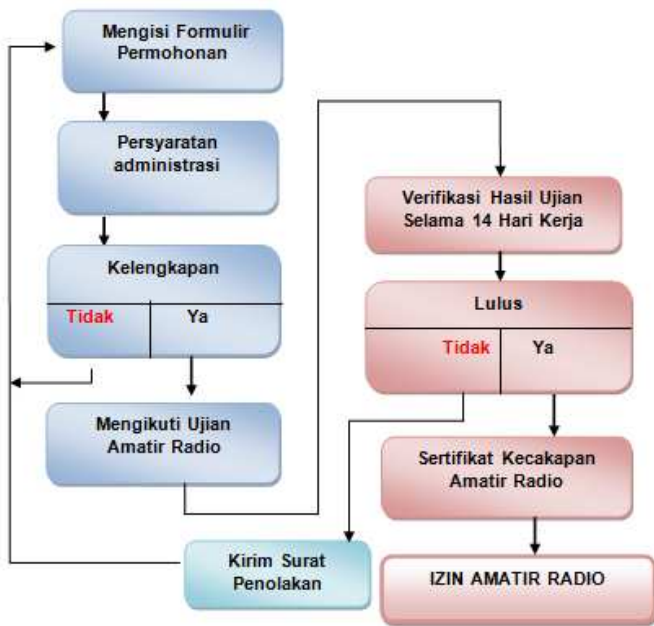 Mengisi Formulir
Permohonan
Persyaratan
administrasi
Kelengkapan
Tidak
Ya
Mengikuti Ujian
Amatir Radio
Verifikasi Hasil Ujian
Selama 14 Hari Kerja
Lulus
Tidak
Ya
Sertifikat Kecakapan
Amatir Radio
Kirim Surat
Penolakan
IZIN AMATIR RADIO